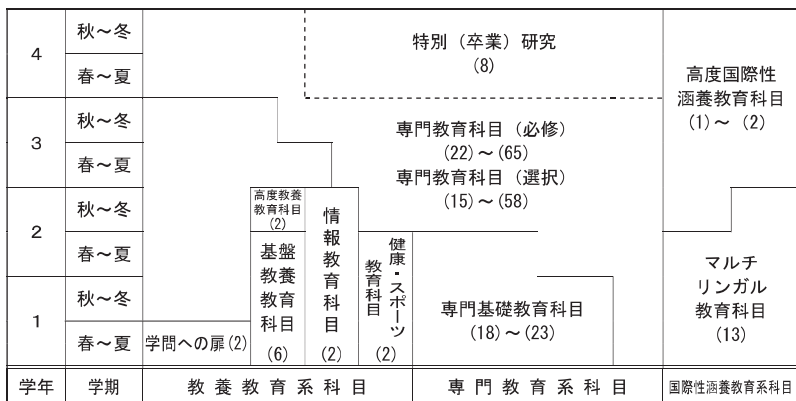 4
秋～冬
春～夏
特別（卒業）研究
(8)
高度国際性
涵養教育科目
(1)～ (2)
3
秋～冬
春～夏
専門教育科目（必修）
(22)～(65)
専門教育科目（選択）
(15)～(58)
2
秋～冬
春～夏
高度教養
教育科目
(2)
基盤
教養
教育
科目
(6)
情報教育科目
(2)
健康・スポーツ
教育科目
(2)
マルチ
リンガル
教育科目
(13)
1
秋～冬
春～夏
学問への扉(2)
専門基礎教育科目
(18)～(23)
学年
学期
教養教育系科目
専門教育系科目
国際性涵養教育系科目